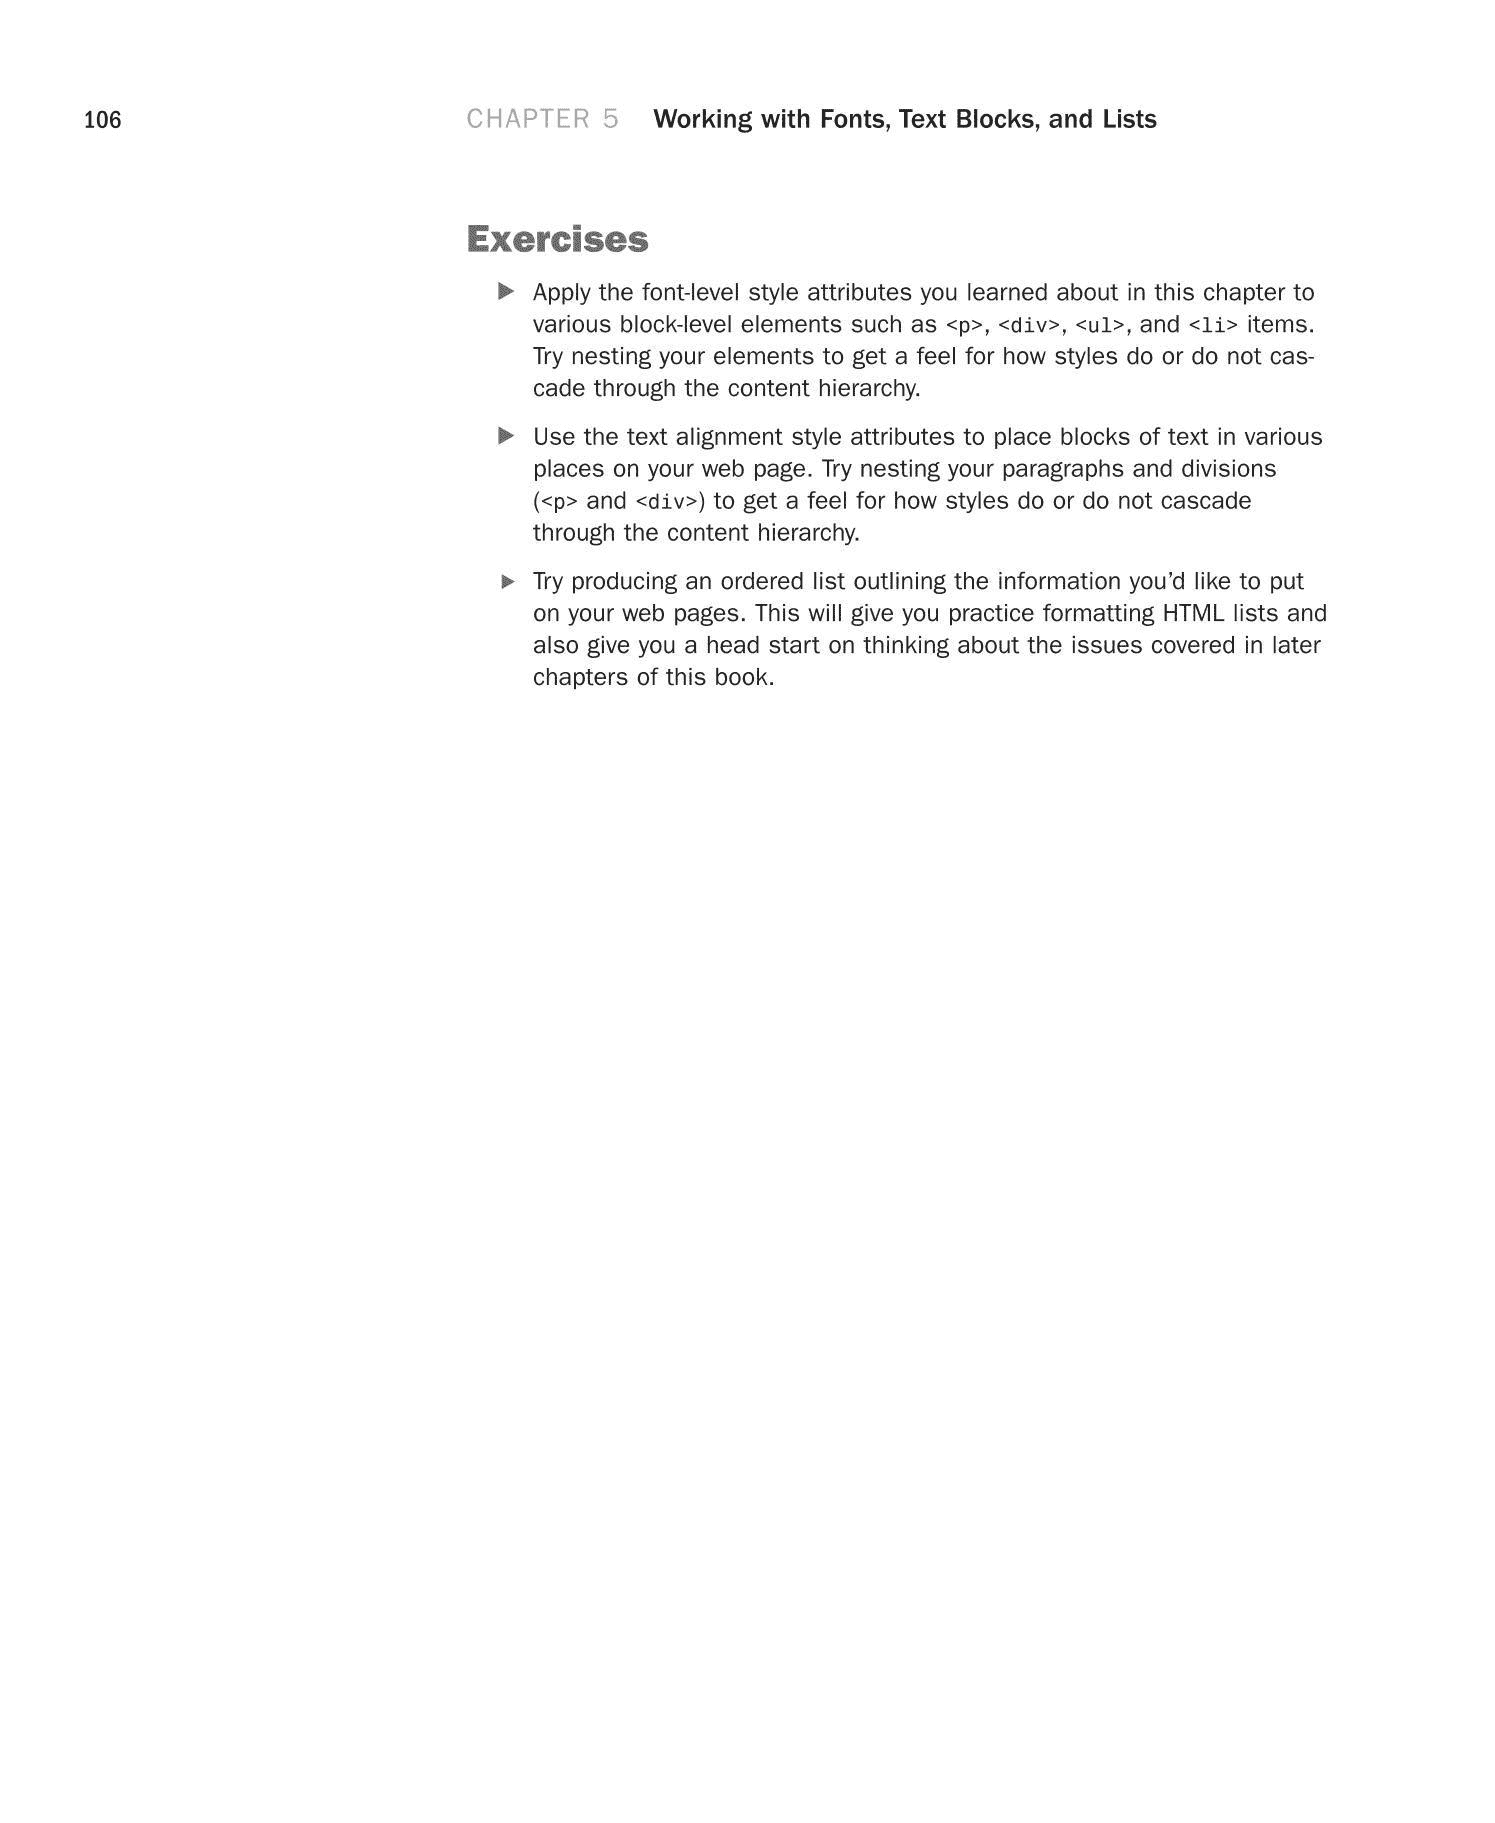 106 CHAPTER 5 Working with Fonts, Text Blocks, and Lists
Exercises
▶ Apply the font-level style attributes you learned about in this chapter to
various block-level elements such as <p>, <div>, <ul>, and <li> items.
Try nesting your elements to get a feel for how styles do or do not cas-
cade through the content hierarchy.
▶ Use the text alignment style attributes to place blocks of text in various
places on your web page. Try nesting your paragraphs and divisions
(<p> and <div>) to get a feel for how styles do or do not cascade
through the content hierarchy.
▶ Try producing an ordered list outlining the information you’d like to put
on your web pages. This will give you practice formatting HTML lists and
also give you a head start on thinking about the issues covered in later
chapters of this book.